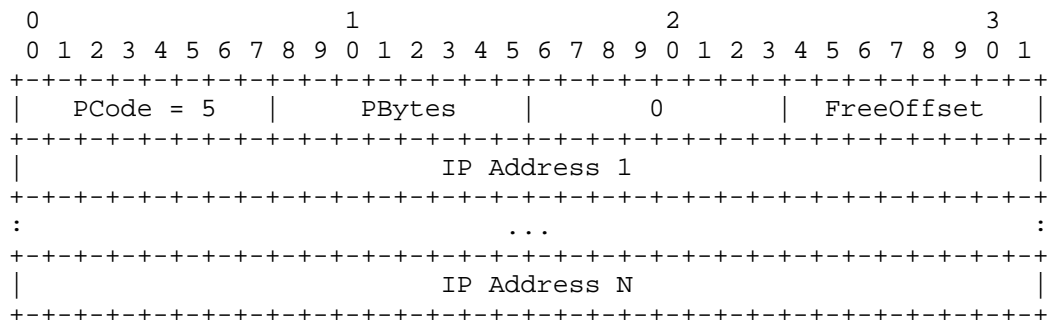 0                   1                   2                   3
 0 1 2 3 4 5 6 7 8 9 0 1 2 3 4 5 6 7 8 9 0 1 2 3 4 5 6 7 8 9 0 1
+-+-+-+-+-+-+-+-+-+-+-+-+-+-+-+-+-+-+-+-+-+-+-+-+-+-+-+-+-+-+-+-+
|   PCode = 5   |     PBytes    |       0       |  FreeOffset   |
+-+-+-+-+-+-+-+-+-+-+-+-+-+-+-+-+-+-+-+-+-+-+-+-+-+-+-+-+-+-+-+-+
|                          IP Address 1                         |
+-+-+-+-+-+-+-+-+-+-+-+-+-+-+-+-+-+-+-+-+-+-+-+-+-+-+-+-+-+-+-+-+
:                              ...                              :
+-+-+-+-+-+-+-+-+-+-+-+-+-+-+-+-+-+-+-+-+-+-+-+-+-+-+-+-+-+-+-+-+
|                          IP Address N                         |
+-+-+-+-+-+-+-+-+-+-+-+-+-+-+-+-+-+-+-+-+-+-+-+-+-+-+-+-+-+-+-+-+